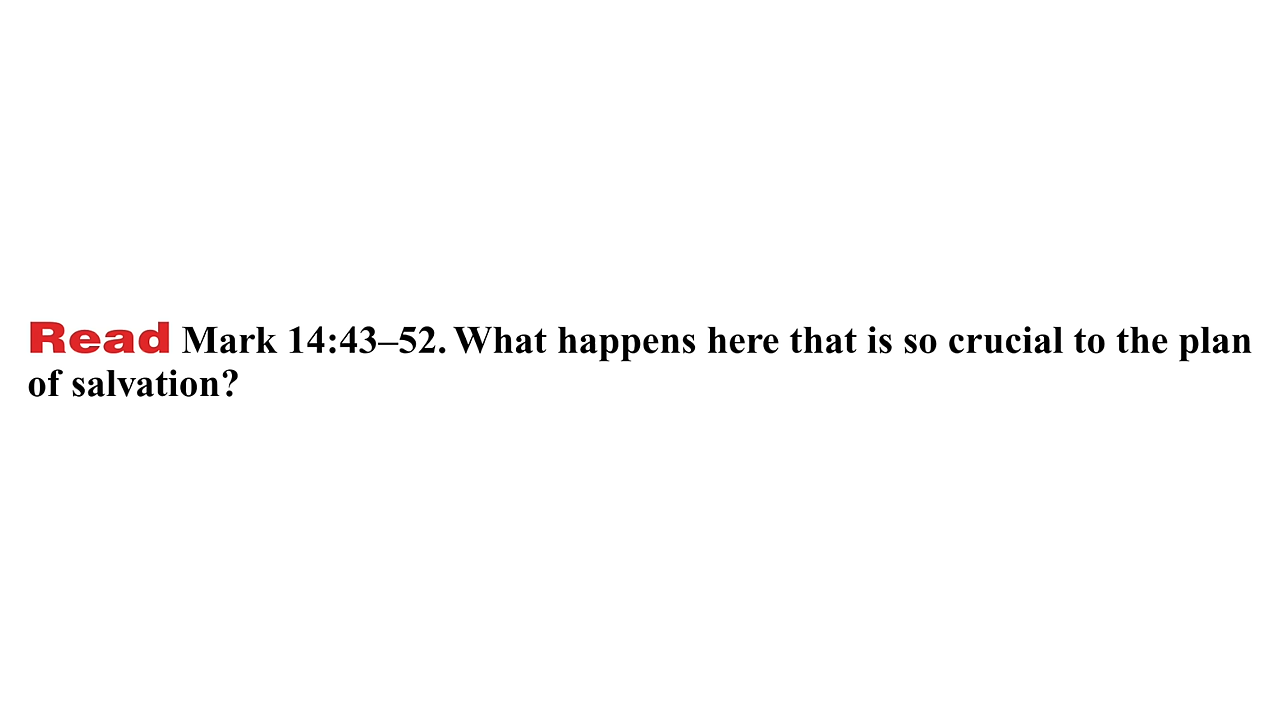 Read Mark 14:43–52. What happens here that is so crucial to the plan
of salvation?